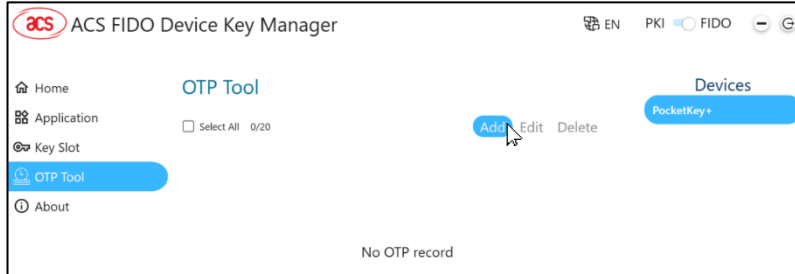 acs ACS FIDO Device Key Manager EN PKI FIDO
Home
Application
Key Slot
OTP Tool
About
OTP Tool
Select All 0/20 Add Edit Delete
No OTP record
Devices
PocketKey+